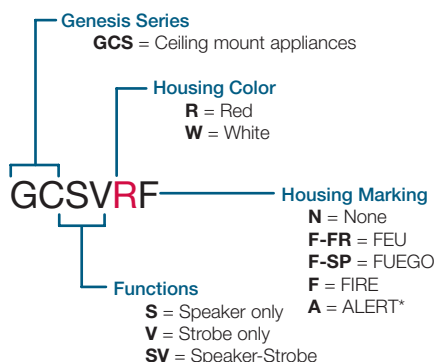 Genesis Series
GCS = Ceiling mount appliances
Housing Color
R = Red
W = White
GCSVRF
Housing Marking
N = None
F-FR = FEU
F-SP = FUEGO
F = FIRE
A = ALERT*
Functions
S = Speaker only
V = Strobe only
SV = Speaker-Strobe